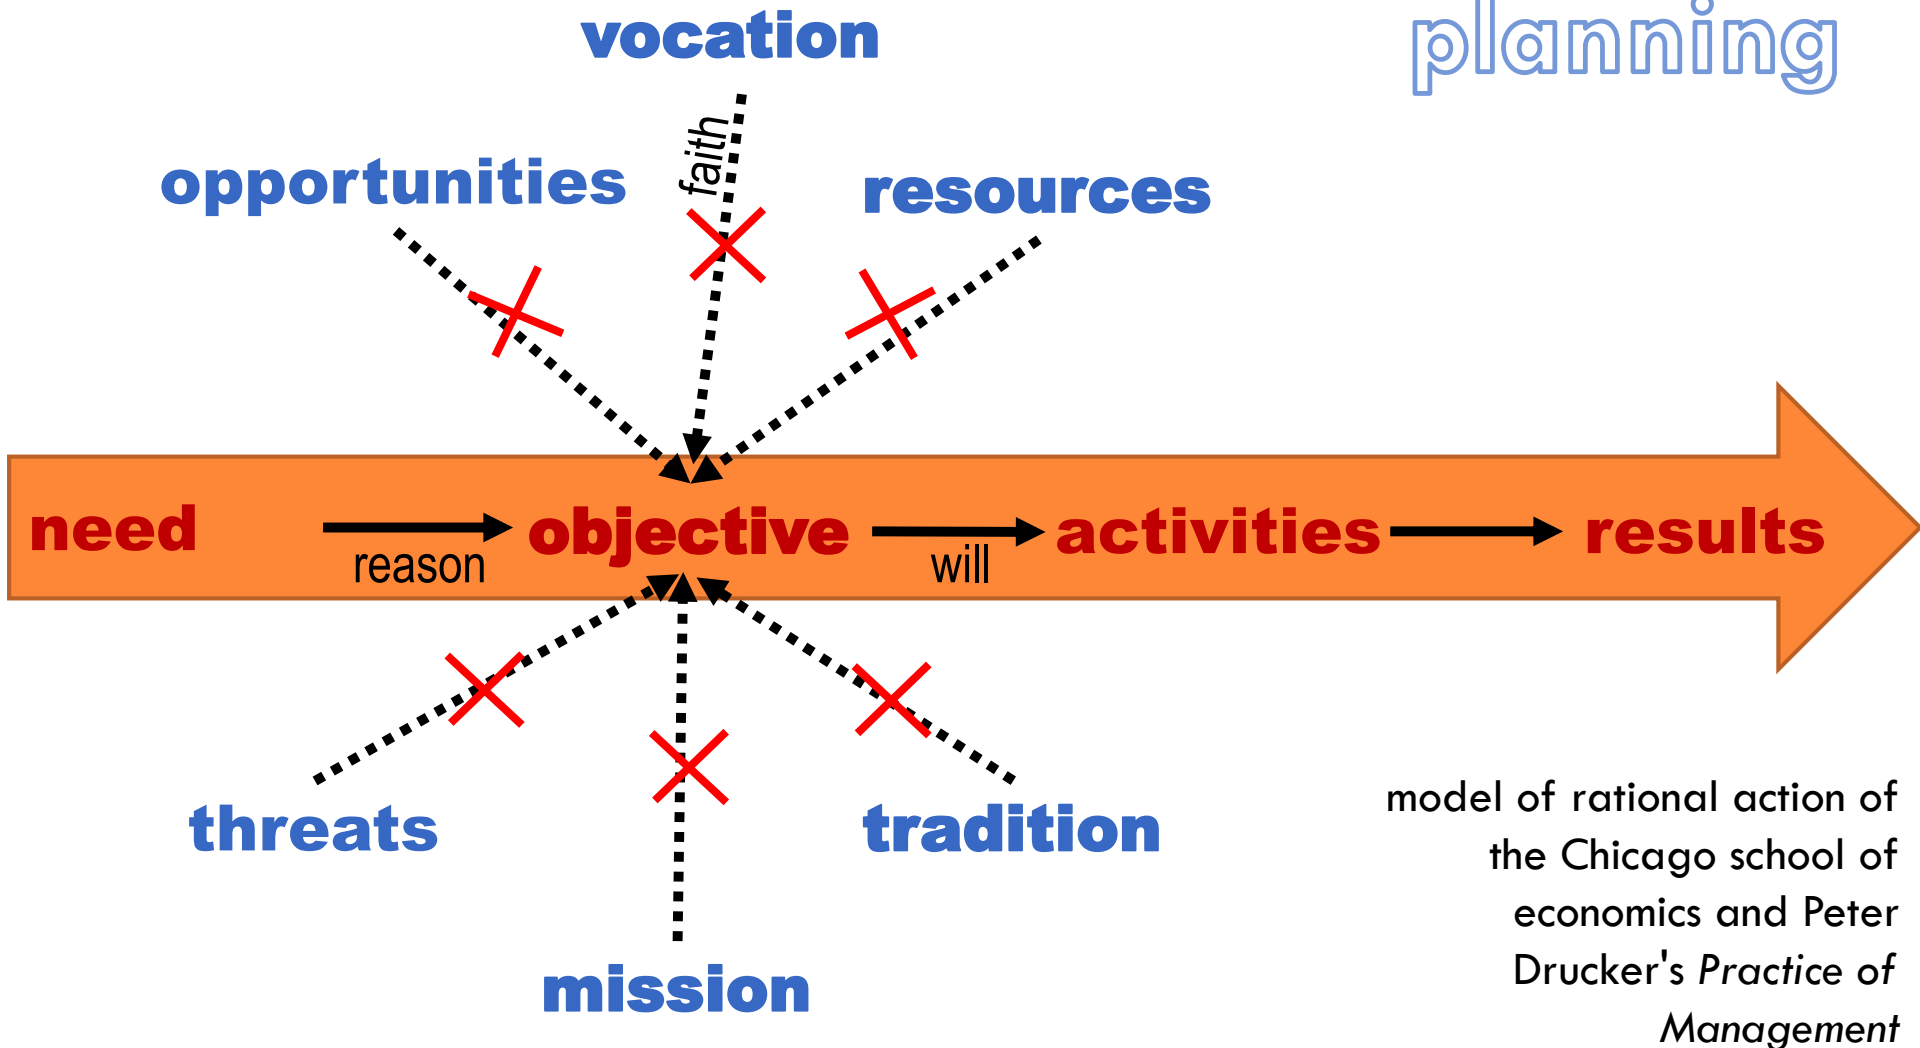 planning
vocation
faith
opportunities
resources
need
reason
objective
will
activities
results
threats
tradition
mission
model of rational action of
the Chicago school of
economics and Peter
Drucker's Practice of
Management